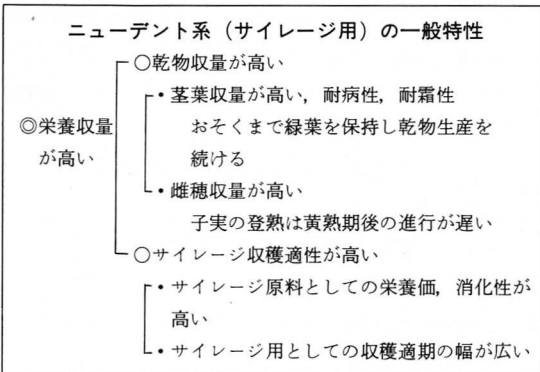 ニューデント系（サイレージ用）の一般特性
○乾物収量が高い
・茎葉収量が高い，耐病性，耐霜性
◎栄養収量
おそくまで緑葉を保持し乾物生産を
が高い
続ける
・雌穂収量が高い
子実の登熟は黄熟期後の進行が遅い
○サイレージ収穫適性が高い
・サイレージ原料としての栄養価，消化性が
高い
・サイレージ用としての収穫適期の幅が広い